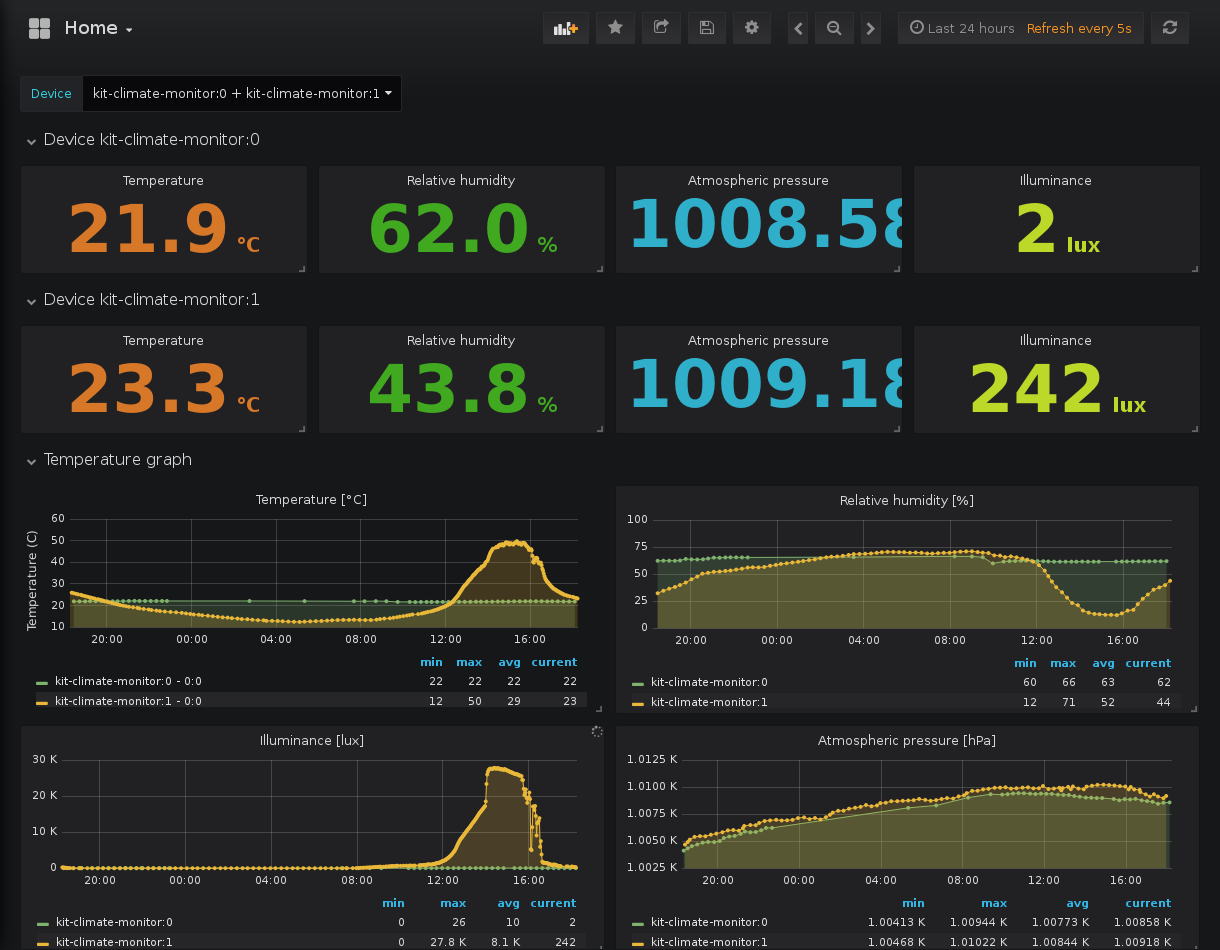 Home
Last 24 hours Refresh every 5s
Device kit-climate-monitor:0 + kit-climate-monitor:1
Device kit-climate-monitor:0
Temperature Relative humidity Atmospheric pressure Illuminance
21.9 °C 62.0 % 1008.58 2 lux
Device kit-climate-monitor:1
Temperature Relative humidity Atmospheric pressure Illuminance
23.3 °C 43.8 % 1009.18 242 lux
Temperature graph
Temperature [°C]
Temperature (C)
60
50
40
30
20
10
20:00 00:00 04:00 08:00 12:00 16:00
min max avg current
kit-climate-monitor:0 - 0:0 22 22 22 22
kit-climate-monitor:1 - 0:0 12 50 29 23
Relative humidity [%]
100
75
50
25
0
20:00 00:00 04:00 08:00 12:00 16:00
min max avg current
kit-climate-monitor:0 60 66 63 62
kit-climate-monitor:1 12 71 52 44
Illuminance [lux]
30 K
20 K
10 K
0
20:00 00:00 04:00 08:00 12:00 16:00
min max avg current
kit-climate-monitor:0 0 26 10 2
kit-climate-monitor:1 0 27.8 K 8.1 K 242
Atmospheric pressure [hPa]
1.0125 K
1.0100 K
1.0075 K
1.0050 K
1.0025 K
20:00 00:00 04:00 08:00 12:00 16:00
min max avg current
kit-climate-monitor:0 1.00413 K 1.00944 K 1.00773 K 1.00858 K
kit-climate-monitor:1 1.00468 K 1.01022 K 1.00844 K 1.00918 K